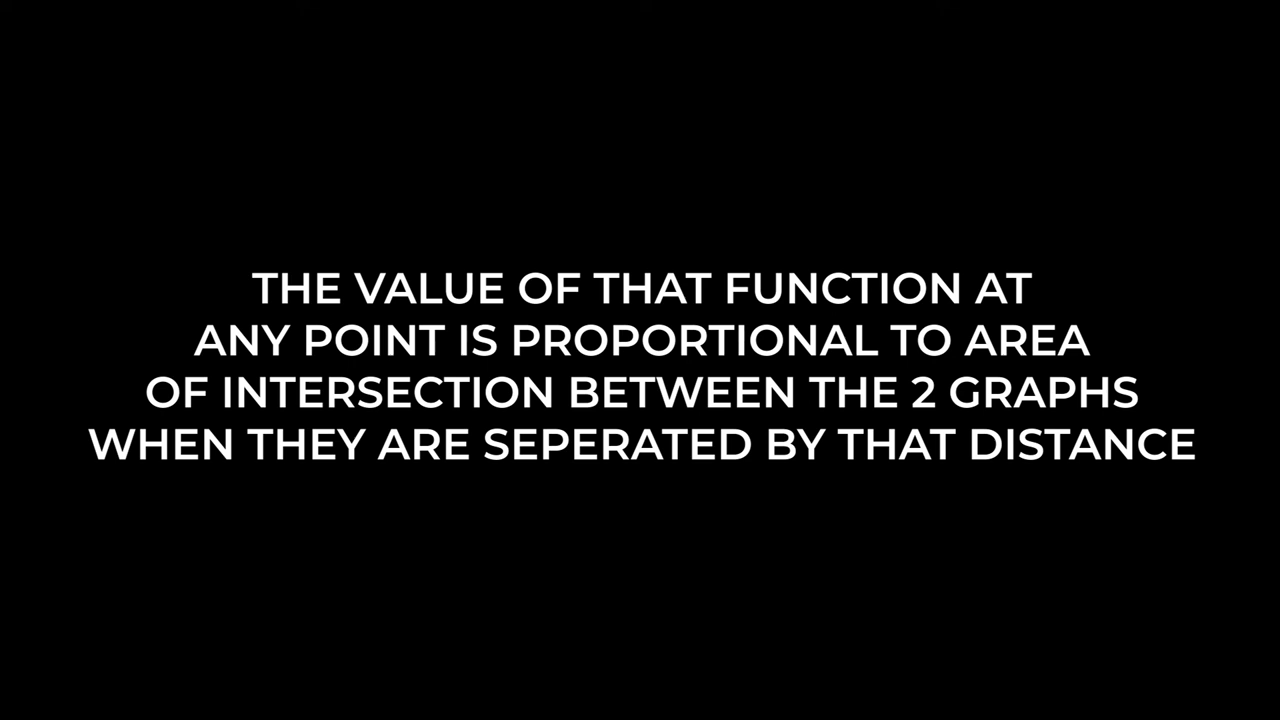 THE VALUE OF THAT FUNCTION AT
ANY POINT IS PROPORTIONAL TO AREA
OF INTERSECTION BETWEEN THE 2 GRAPHS
WHEN THEY ARE SEPERATED BY THAT DISTANCE